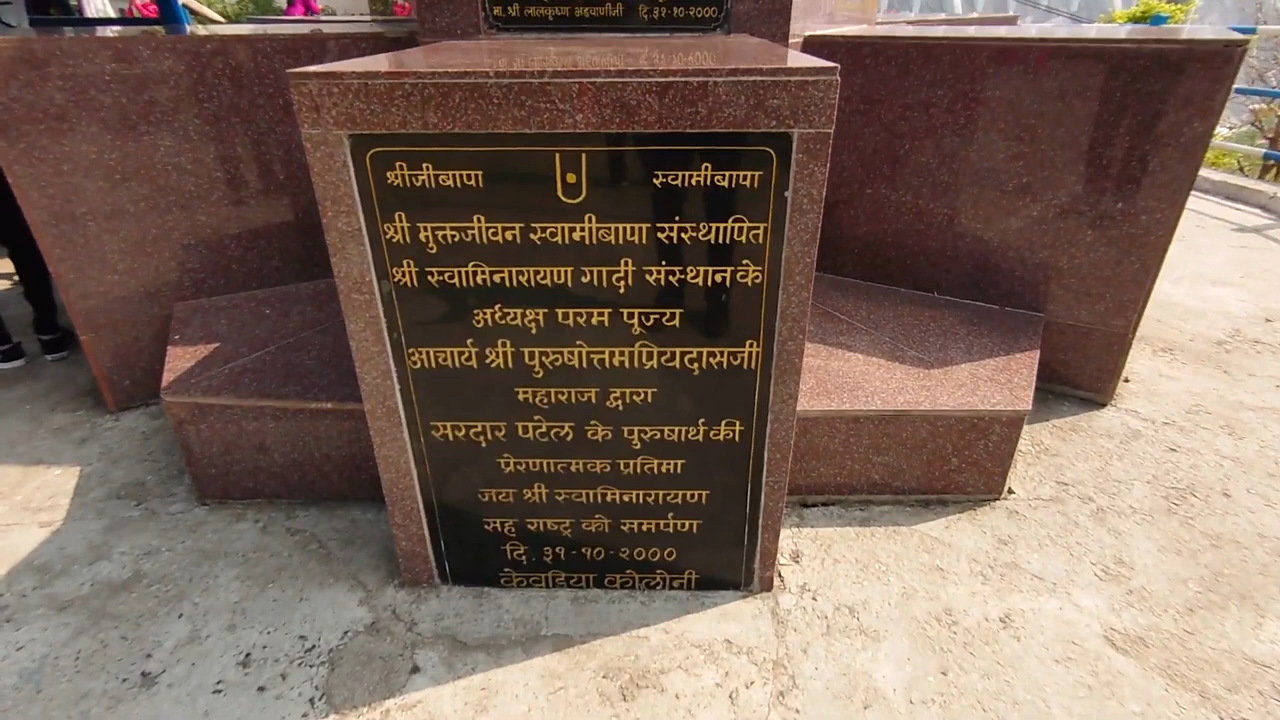 मा. श्री लालकृष्ण अडवाणीजी दि.३१-१०-२०००
श्रीजीबापा स्वामीबापा
श्री मुक्तजीवन स्वामीबापा संस्थापित
श्री स्वामिनारायण गादी संस्थान के
अध्यक्ष परम पूज्य
आचार्य श्री पुरुषोत्तमप्रियदासजी
महाराज द्वारा
सरदार पटेल के पुरुषार्थ की
प्रेरणात्मक प्रतिमा
जय श्री स्वामिनारायण
सह राष्ट्र को समर्पण
दि. ३१-१०-२०००
केवडिया कोलोनी